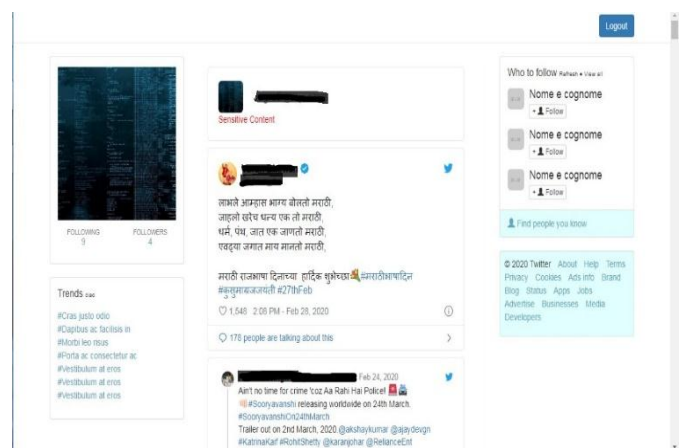 Logout
FOLLOWING
9
FOLLOWERS
4
Trends
#Cras justo odio
#Dapibus ac facilisis in
#Morbi leo risus
#Porta ac consectetur ac
#Vestibulum at eros
#Vestibulum at eros
#Vestibulum at eros
Sensitive Content
लाभले आम्हास भाग्य बोलतो मराठी,
जाहलो खरेच धन्य एक तो मराठी,
धर्म, पंथ, जात एक जाणतो मराठी,
एवढ्या जगात माय मानतो मराठी,
मराठी राजभाषा दिनाच्या हार्दिक शुभेच्छा #मराठीभाषादिन
#कुसुमाग्रजजयंती #27thFeb
1,648 2:08 PM - Feb 26, 2020
178 people are talking about this
Feb 24, 2020
Ain't no time for crime 'coz Aa Rahi Hai Police!
#Sooryavanshi releasing worldwide on 24th March.
#SooryavanshiOn24thMarch
Trailer out on 2nd March, 2020 @akshaykumar @ajaydevgn
#KatrinaKaif #RohitShetty @karanjohar @RelianceEnt
Who to follow Refresh • View all
Nome e cognome
+ Follow
Nome e cognome
+ Follow
Nome e cognome
+ Follow
Find people you know
© 2020 Twitter About Help Terms
Privacy Cookies Ads info Brand
Blog Status Apps Jobs
Advertise Businesses Media
Developers